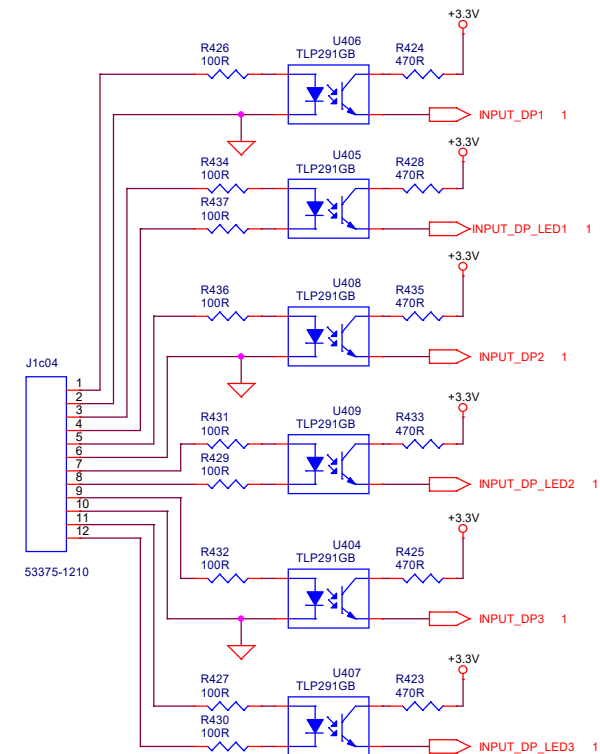 +3.3V
U406
TLP291GB
R426
100R
R424
470R
INPUT_DP1 1
+3.3V
U405
TLP291GB
R434
100R
R428
470R
R437
100R
INPUT_DP_LED1 1
+3.3V
U408
TLP291GB
R436
100R
R435
470R
INPUT_DP2 1
J1c04
1
2
3
4
5
6
7
8
9
10
11
12
53375-1210
+3.3V
U409
TLP291GB
R431
100R
R433
470R
R429
100R
INPUT_DP_LED2 1
+3.3V
U404
TLP291GB
R432
100R
R425
470R
INPUT_DP3 1
+3.3V
U407
TLP291GB
R427
100R
R423
470R
R430
100R
INPUT_DP_LED3 1